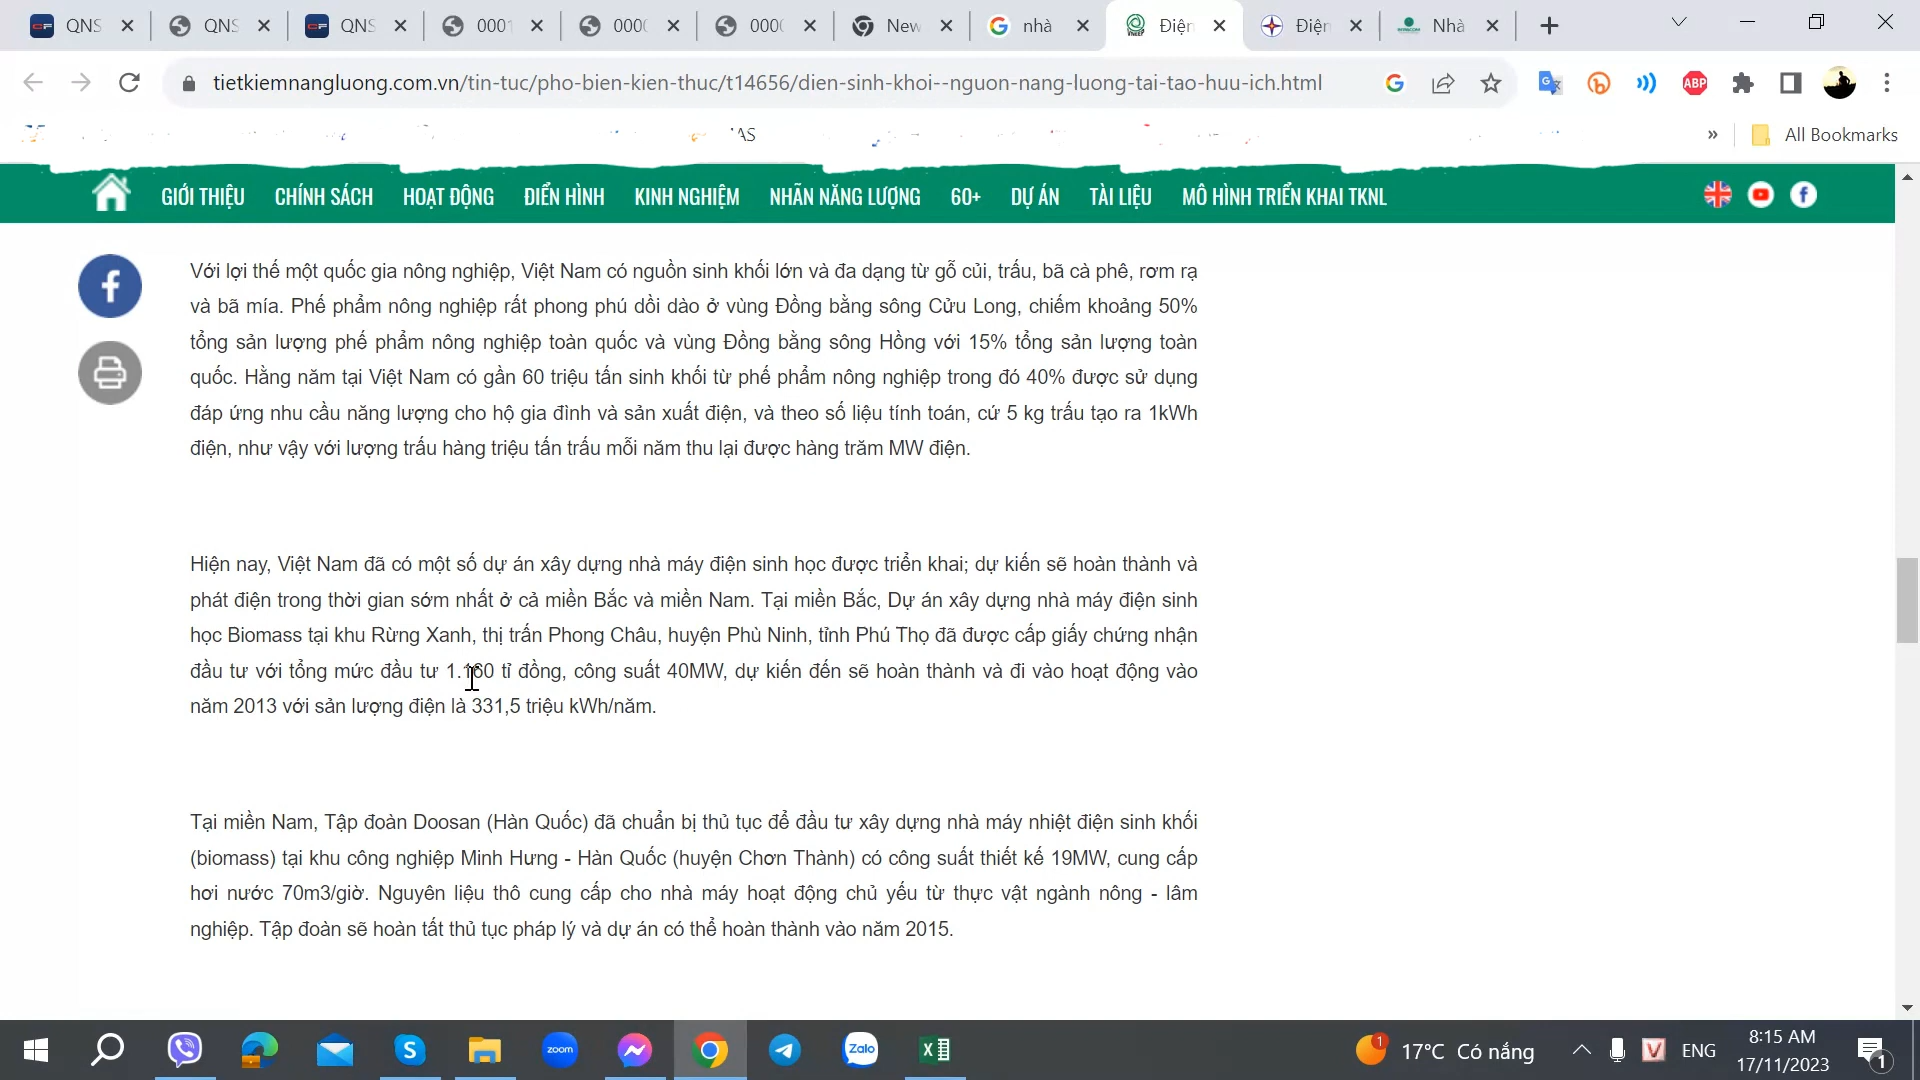 QNS QNS QNS 0001 000( 000( New nhà Điện Điện Nhà
tietkiemnangluong.com.vn/tin-tuc/pho-bien-kien-thuc/t14656/dien-sinh-khoi--nguon-nang-luong-tai-tao-huu-ich.html
ABP
» All Bookmarks
GIỚI THIỆU CHÍNH SÁCH HOẠT ĐỘNG ĐIỂN HÌNH KINH NGHIỆM NHÃN NĂNG LƯỢNG 60+ DỰ ÁN TÀI LIỆU MÔ HÌNH TRIỂN KHAI TKNL
Với lợi thế một quốc gia nông nghiệp, Việt Nam có nguồn sinh khối lớn và đa dạng từ gỗ củi, trấu, bã cà phê, rơm rạ
và bã mía. Phế phẩm nông nghiệp rất phong phú dồi dào ở vùng Đồng bằng sông Cửu Long, chiếm khoảng 50%
tổng sản lượng phế phẩm nông nghiệp toàn quốc và vùng Đồng bằng sông Hồng với 15% tổng sản lượng toàn
quốc. Hằng năm tại Việt Nam có gần 60 triệu tấn sinh khối từ phế phẩm nông nghiệp trong đó 40% được sử dụng
đáp ứng nhu cầu năng lượng cho hộ gia đình và sản xuất điện, và theo số liệu tính toán, cứ 5 kg trấu tạo ra 1kWh
điện, như vậy với lượng trấu hàng triệu tấn trấu mỗi năm thu lại được hàng trăm MW điện.
Hiện nay, Việt Nam đã có một số dự án xây dựng nhà máy điện sinh học được triển khai; dự kiến sẽ hoàn thành và
phát điện trong thời gian sớm nhất ở cả miền Bắc và miền Nam. Tại miền Bắc, Dự án xây dựng nhà máy điện sinh
học Biomass tại khu Rừng Xanh, thị trấn Phong Châu, huyện Phù Ninh, tỉnh Phú Thọ đã được cấp giấy chứng nhận
đầu tư với tổng mức đầu tư 1.160 tỉ đồng, công suất 40MW, dự kiến đến sẽ hoàn thành và đi vào hoạt động vào
năm 2013 với sản lượng điện là 331,5 triệu kWh/năm.
Tại miền Nam, Tập đoàn Doosan (Hàn Quốc) đã chuẩn bị thủ tục để đầu tư xây dựng nhà máy nhiệt điện sinh khối
(biomass) tại khu công nghiệp Minh Hưng - Hàn Quốc (huyện Chơn Thành) có công suất thiết kế 19MW, cung cấp
hơi nước 70m3/giờ. Nguyên liệu thô cung cấp cho nhà máy hoạt động chủ yếu từ thực vật ngành nông - lâm
nghiệp. Tập đoàn sẽ hoàn tất thủ tục pháp lý và dự án có thể hoàn thành vào năm 2015.
zoom Zalo 1 17°C Có nắng ENG 8:15 AM
17/11/2023 1